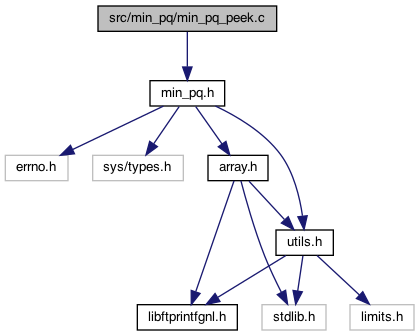 src/min_pq/min_pq_peek.c
min_pq.h
errno.h
sys/types.h
array.h
utils.h
libftprintfgnl.h
stdlib.h
limits.h